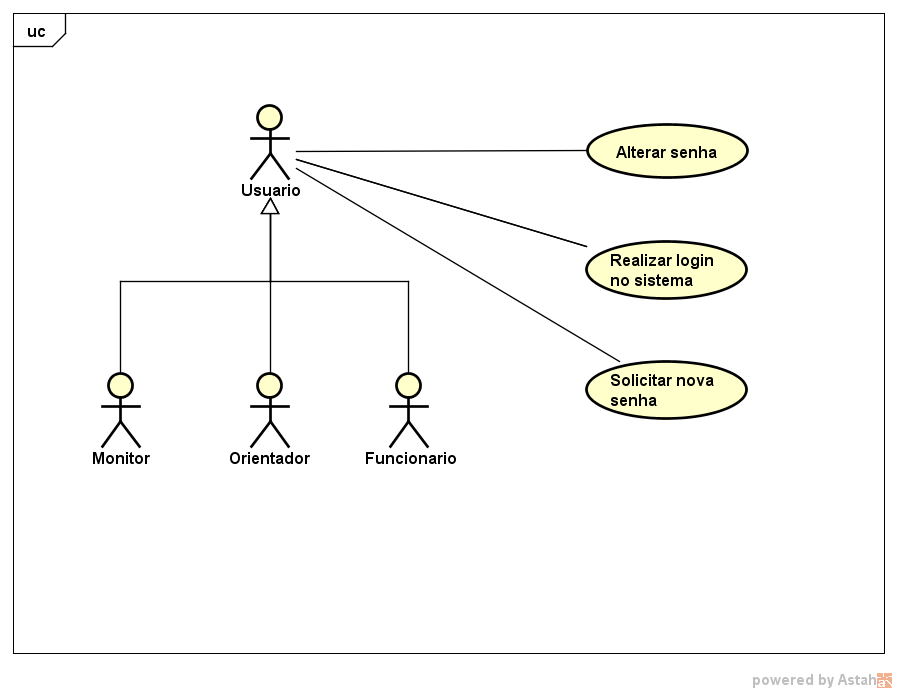 uc
Usuario
Alterar senha
Realizar login
no sistema
Solicitar nova
senha
Monitor
Orientador
Funcionario
powered by Astah